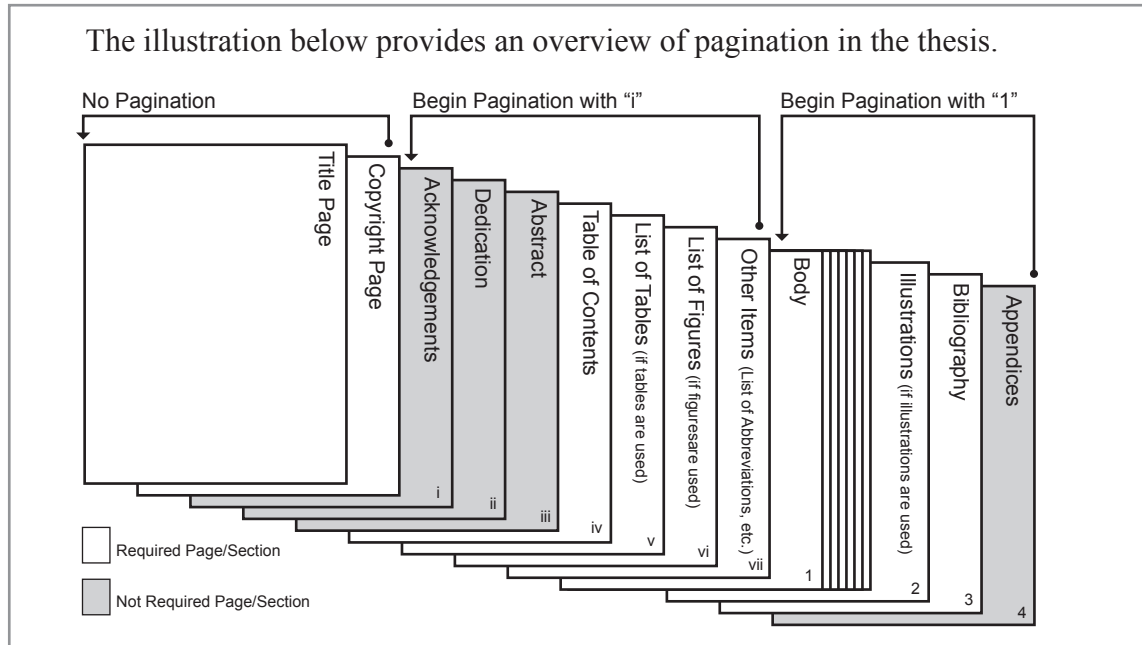 The illustration below provides an overview of pagination in the thesis.
No Pagination
Begin Pagination with “i”
Begin Pagination with “1”
Title Page
Copyright Page
Acknowledgements
i
Dedication
ii
Abstract
iii
Table of Contents
iv
List of Tables (if tables are used)
v
List of Figures (if figuresare used)
vi
Other Items (List of Abbreviations, etc.)
vii
Body
1
Illustrations (if illustrations are used)
2
Bibliography
3
Appendices
4
Required Page/Section
Not Required Page/Section